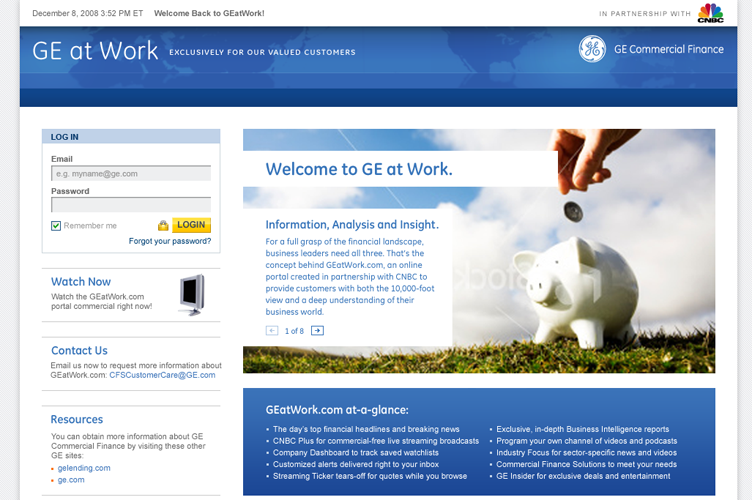 December 8, 2008 3:52 PM ET Welcome Back to GEatWork!
IN PARTNERSHIP WITH
CNBC
GE at Work EXCLUSIVELY FOR OUR VALUED CUSTOMERS
GE Commercial Finance
LOG IN
Email
e.g. myname@ge.com
Password
Remember me
LOGIN
Forgot your password?
Watch Now
Watch the GEatWork.com
portal commercial right now!
Contact Us
Email us now to request more information about
GEatWork.com: CFSCustomerCare@GE.com
Resources
You can obtain more information about GE
Commercial Finance by visiting these other
GE sites:
gelending.com
ge.com
Welcome to GE at Work.
Information, Analysis and Insight.
For a full grasp of the financial landscape,
business leaders need all three. That's the
concept behind GEatWork.com, an online
portal created in partnership with CNBC to
provide customers with both the 10,000-foot
view and a deep understanding of their
business world.
1 of 8
GEatWork.com at-a-glance:
• The day's top financial headlines and breaking news
• CNBC Plus for commercial-free live streaming broadcasts
• Company Dashboard to track saved watchlists
• Customized alerts delivered right to your inbox
• Streaming Ticker tears-off for quotes while you browse
• Exclusive, in-depth Business Intelligence reports
• Program your own channel of videos and podcasts
• Industry Focus for sector-specific news and videos
• Commercial Finance Solutions to meet your needs
• GE Insider for exclusive deals and entertainment